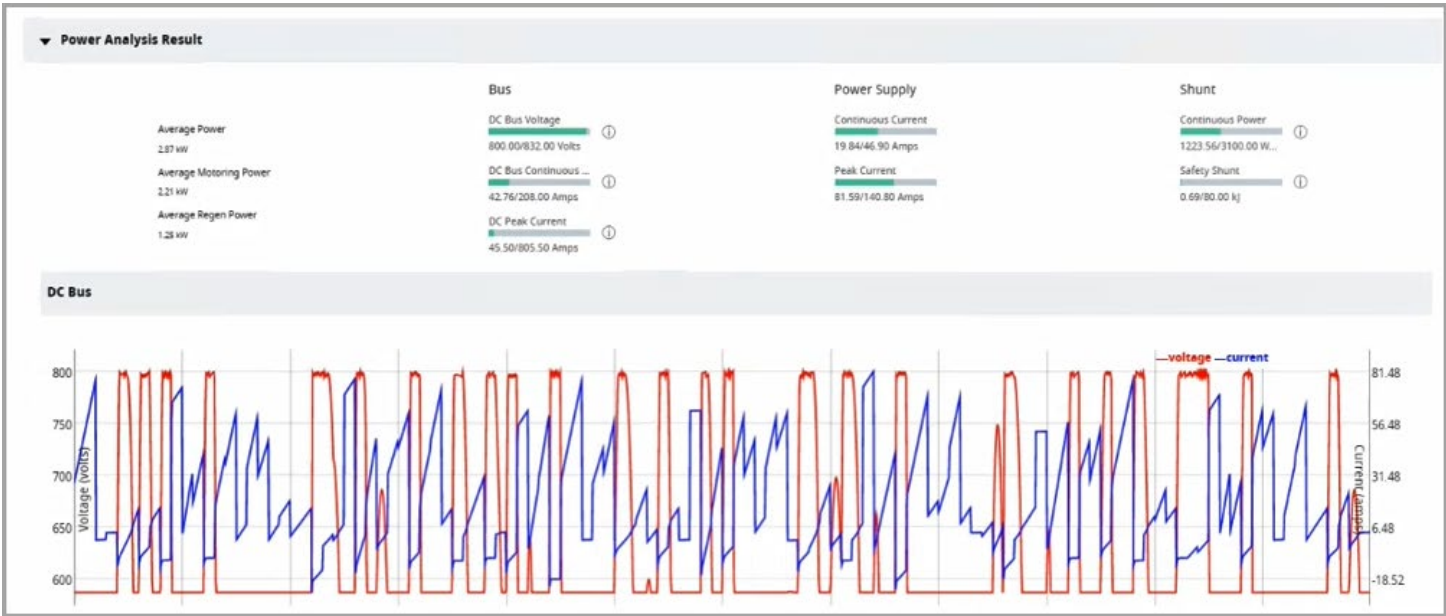 Power Analysis Result
Bus
Power Supply
Shunt
Average Power
2.87 kW
Average Motoring Power
2.21 kW
Average Regen Power
1.28 kW
DC Bus Voltage
800.00/832.00 Volts
DC Bus Continuous ...
42.76/208.00 Amps
DC Peak Current
45.50/805.50 Amps
Continuous Current
19.84/46.90 Amps
Peak Current
81.59/140.80 Amps
Continuous Power
1223.56/3100.00 W...
Safety Shunt
0.69/80.00 kJ
DC Bus
voltage
current
800
750
700
650
600
Voltage (volts)
81.48
56.48
31.48
6.48
-18.52
Current (amps)